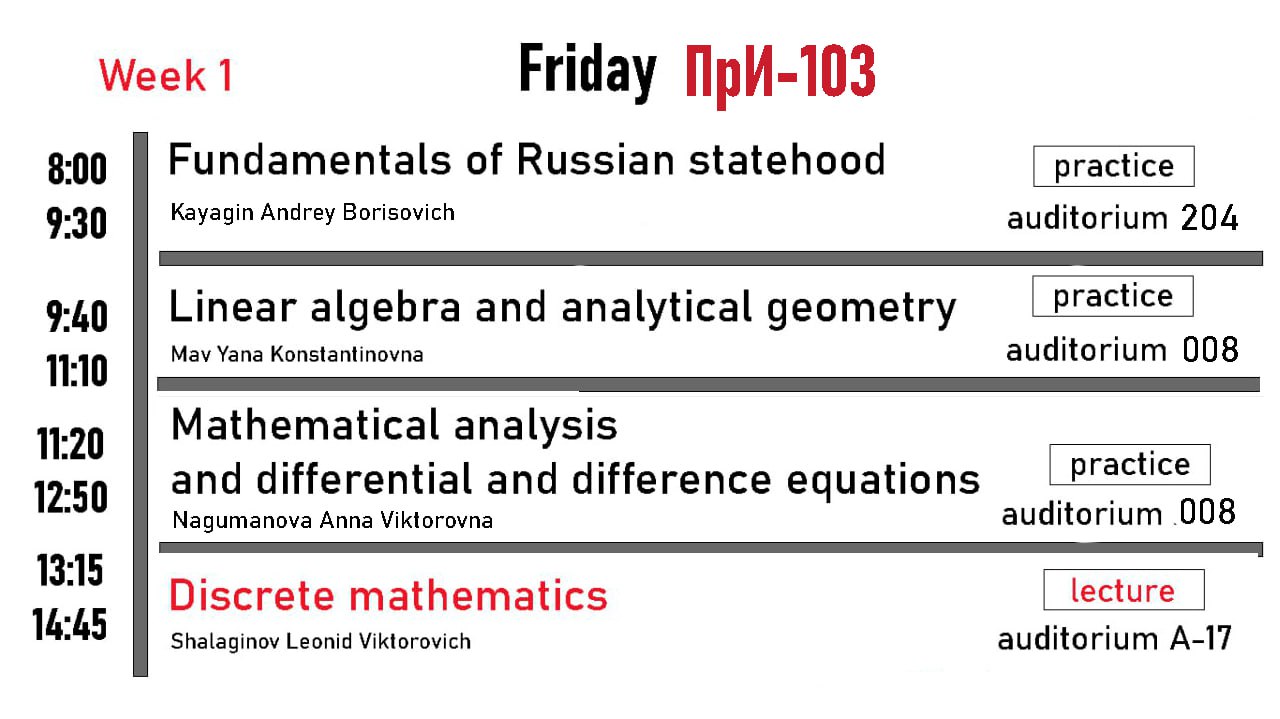 Week 1
Friday ПрИ-103
8:00
9:30
Fundamentals of Russian statehood
Kayagin Andrey Borisovich
practice
auditorium 204
9:40
11:10
Linear algebra and analytical geometry
Mav Yana Konstantinovna
practice
auditorium 008
11:20
12:50
Mathematical analysis
and differential and difference equations
Nagumanova Anna Viktorovna
practice
auditorium 008
13:15
14:45
Discrete mathematics
Shalaginov Leonid Viktorovich
lecture
auditorium A-17